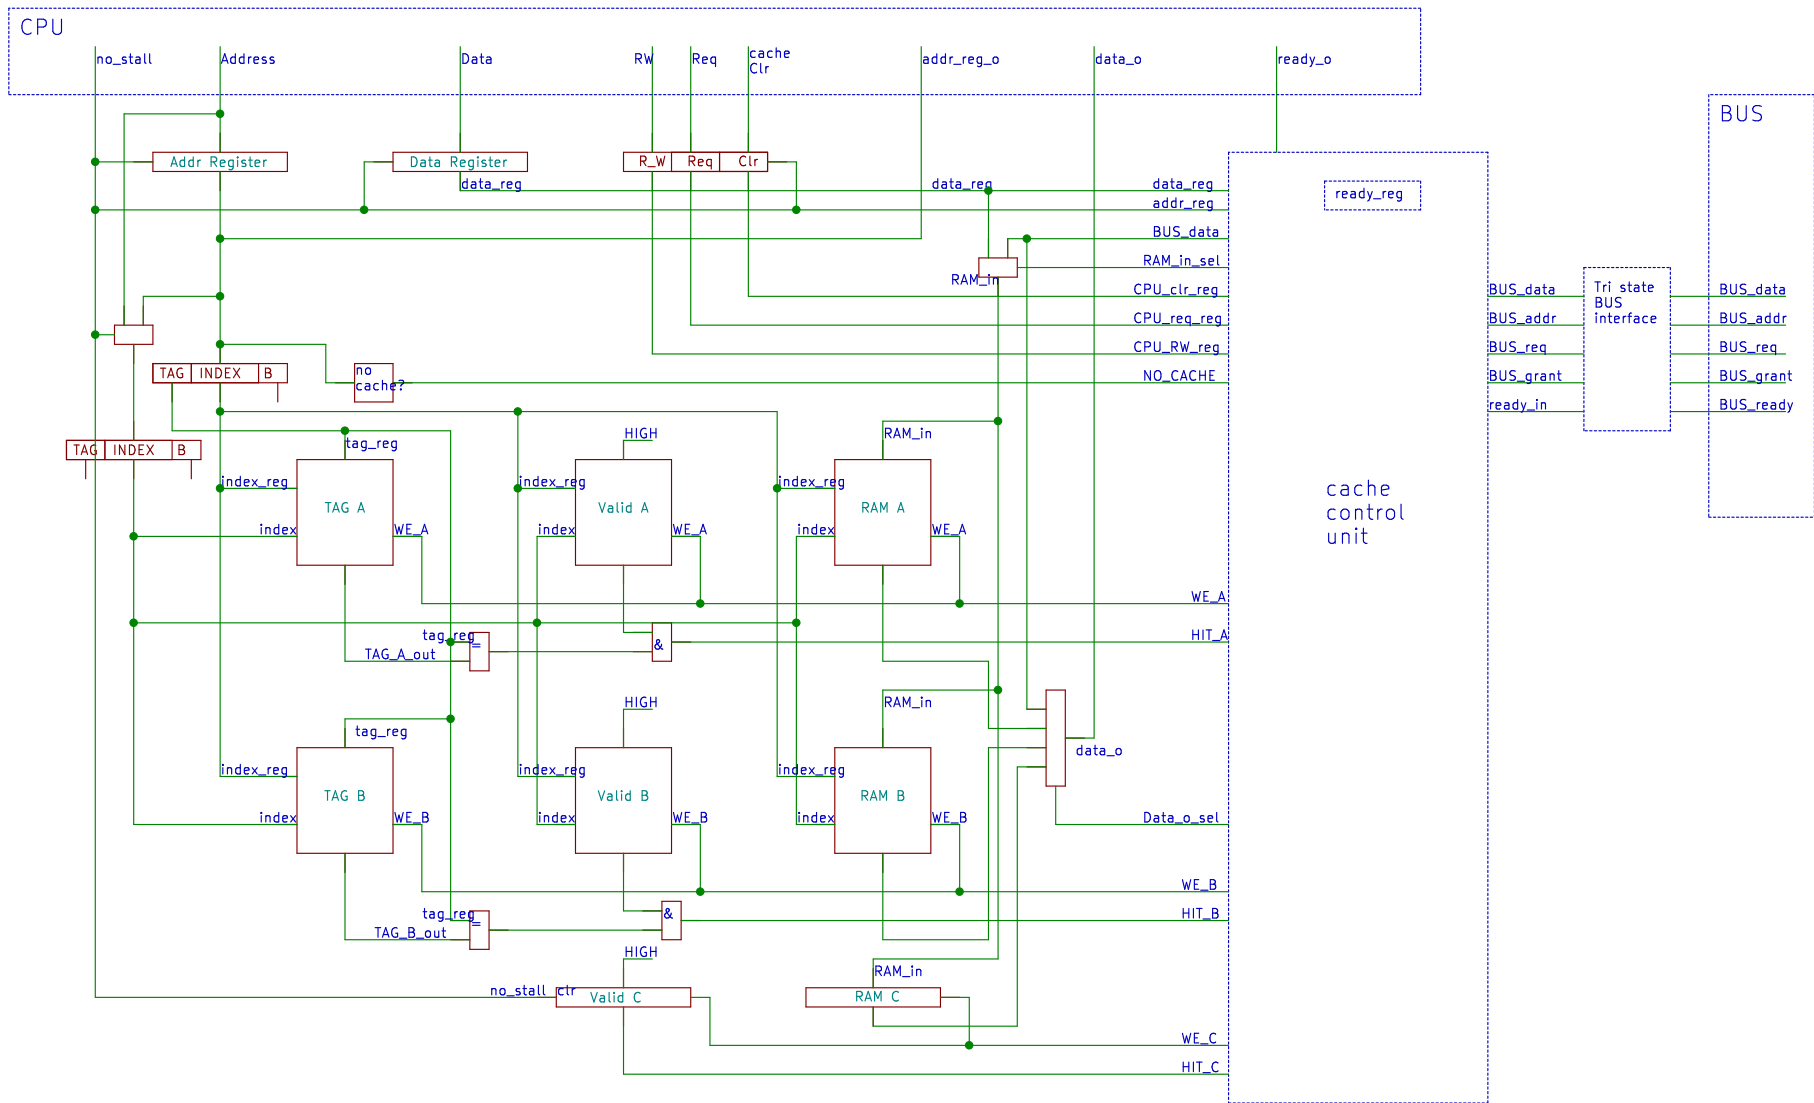 CPU
no_stall
Address
Data
RW
Req
cache
Clr
addr_reg_o
data_o
ready_o
BUS
Addr Register
Data Register
R_W
Req
Clr
data_reg
data_reg
data_reg
ready_reg
addr_reg
BUS_data
RAM_in_sel
RAM_in
CPU_clr_reg
BUS_data
Tri state
BUS
interface
BUS_data
CPU_req_reg
BUS_addr
BUS_addr
CPU_RW_reg
BUS_req
BUS_req
TAG
INDEX
B
no
cache?
NO_CACHE
BUS_grant
BUS_grant
ready_in
BUS_ready
TAG
INDEX
B
tag_reg
HIGH
RAM_in
index_reg
index_reg
index_reg
cache
control
unit
TAG A
Valid A
RAM A
index
WE_A
index
WE_A
index
WE_A
WE_A
tag_reg
=
&
HIT_A
TAG_A_out
HIGH
RAM_in
tag_reg
data_o
index_reg
index_reg
index_reg
TAG B
Valid B
RAM B
index
WE_B
index
WE_B
index
WE_B
Data_o_sel
WE_B
tag_reg
=
&
HIT_B
TAG_B_out
HIGH
RAM_in
no_stall
clr
Valid C
RAM C
WE_C
HIT_C